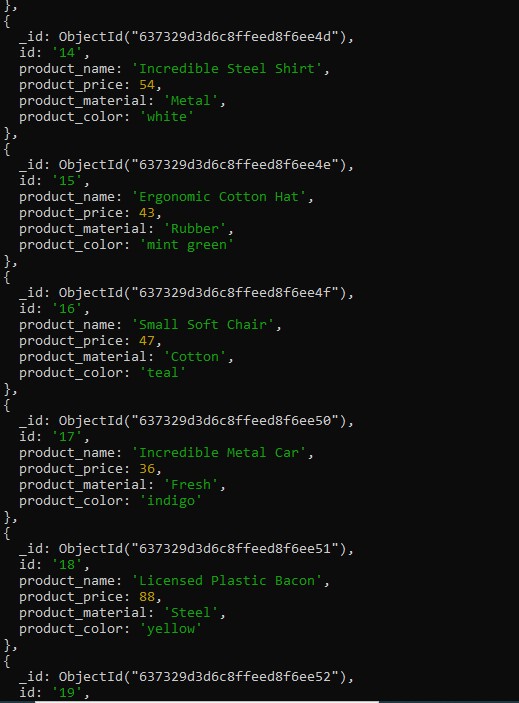 },
{
_id: ObjectId("637329d3d6c8ffeed8f6ee4d"),
id: '14',
product_name: 'Incredible Steel Shirt',
product_price: 54,
product_material: 'Metal',
product_color: 'white'
},
{
_id: ObjectId("637329d3d6c8ffeed8f6ee4e"),
id: '15',
product_name: 'Ergonomic Cotton Hat',
product_price: 43,
product_material: 'Rubber',
product_color: 'mint green'
},
{
_id: ObjectId("637329d3d6c8ffeed8f6ee4f"),
id: '16',
product_name: 'Small Soft Chair',
product_price: 47,
product_material: 'Cotton',
product_color: 'teal'
},
{
_id: ObjectId("637329d3d6c8ffeed8f6ee50"),
id: '17',
product_name: 'Incredible Metal Car',
product_price: 36,
product_material: 'Fresh',
product_color: 'indigo'
},
{
_id: ObjectId("637329d3d6c8ffeed8f6ee51"),
id: '18',
product_name: 'Licensed Plastic Bacon',
product_price: 88,
product_material: 'Steel',
product_color: 'yellow'
},
{
_id: ObjectId("637329d3d6c8ffeed8f6ee52"),
id: '19',